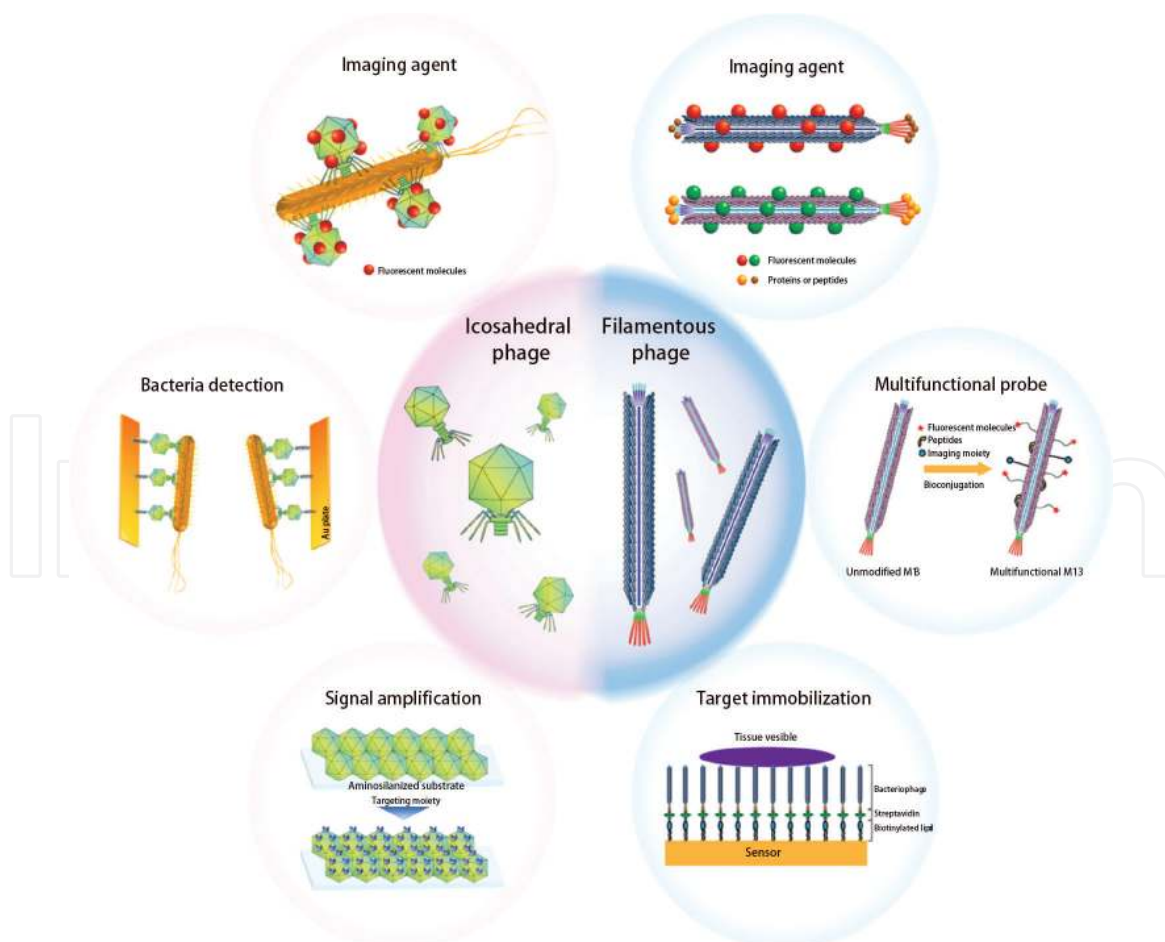 Imaging agent
Fluorescent molecules
Imaging agent
Fluorescent molecules
Proteins or peptides
Icosahedral
phage
Filamentous
phage
Bacteria detection
Au plate
Multifunctional probe
Fluorescent molecules
Peptides
Imaging moiety
Bioconjugation
Unmodified M13
Multifunctional M13
Signal amplification
Aminosilanized substrate
Targeting moiety
Target immobilization
Tissue vesible
Bacteriophage
Streptavidin
Biotinylated lipil
Sensor